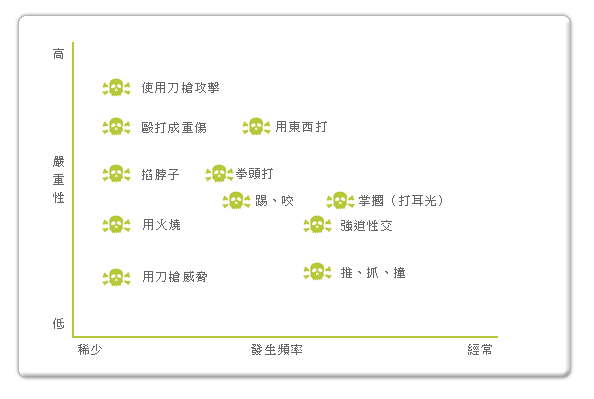 高
使用刀槍攻擊
毆打成重傷
用東西打
嚴重性
掐脖子
拳頭打
踢、咬
掌摑（打耳光）
用火燒
強迫性交
用刀槍威脅
推、抓、撞
低
稀少
發生頻率
經常